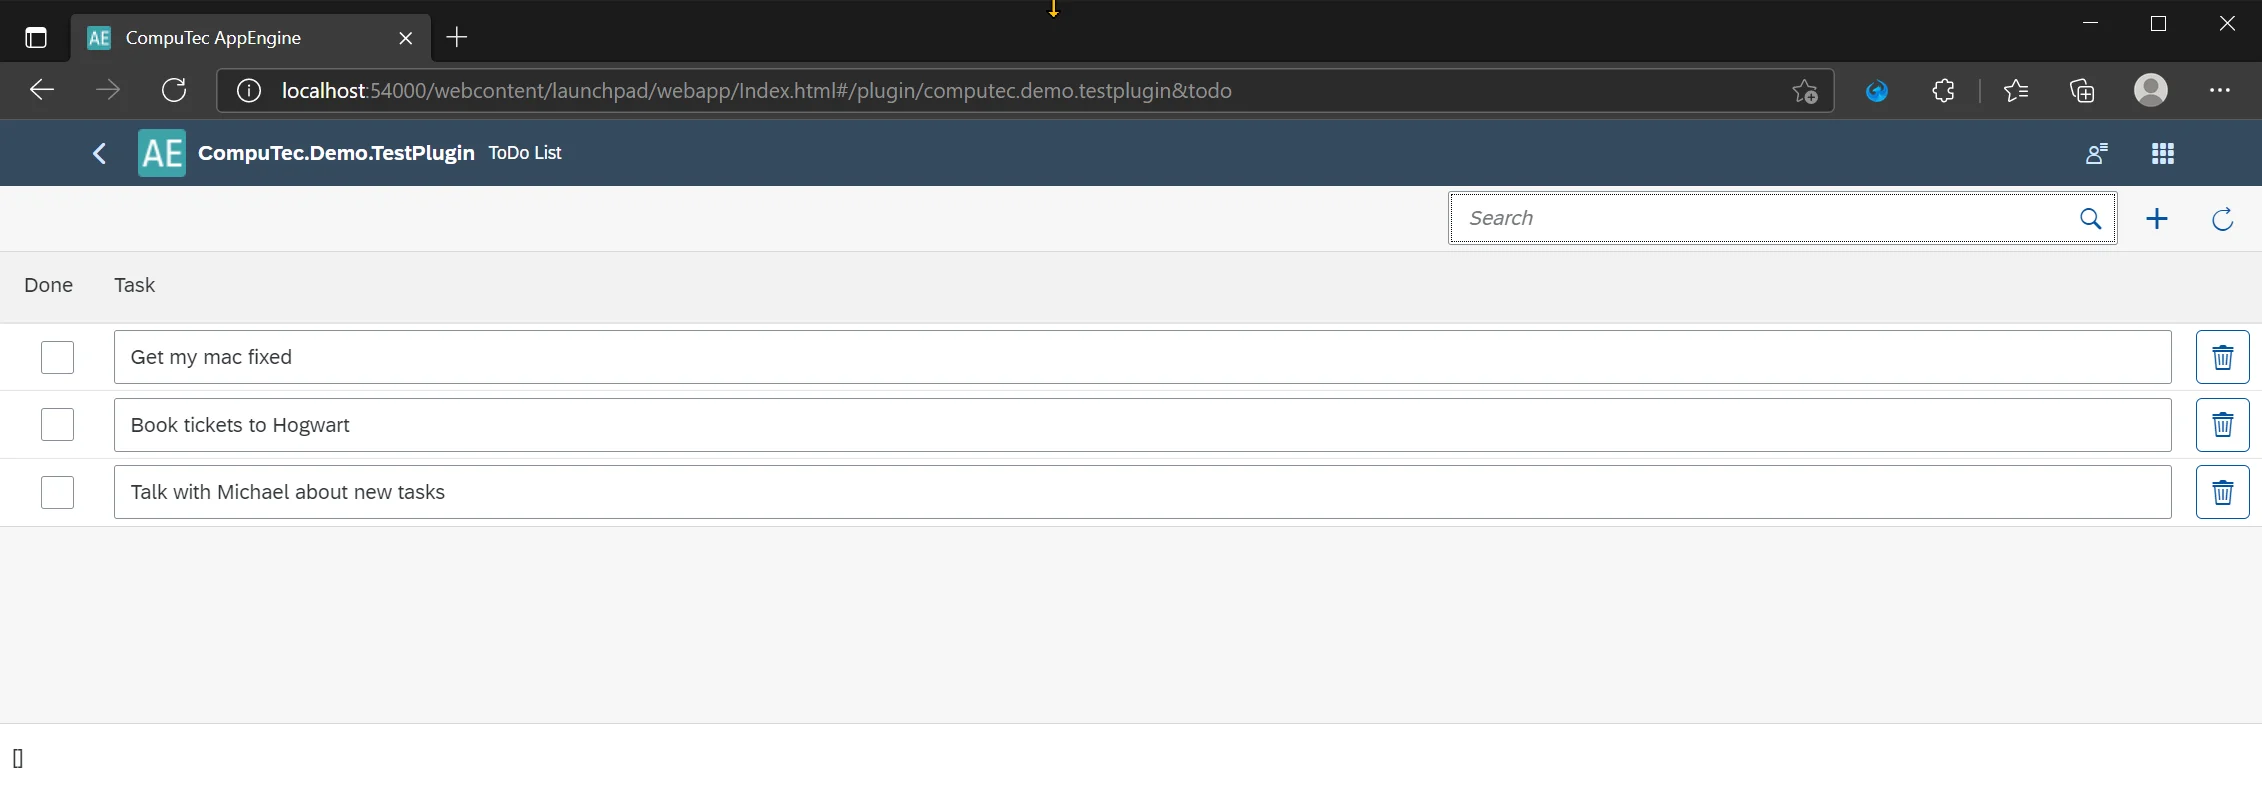 AE CompuTec AppEngine
localhost:54000/webcontent/launchpad/webapp/Index.html#/plugin/computec.demo.testplugin&todo
AE CompuTec.Demo.TestPlugin ToDo List
Search
Done Task
Get my mac fixed
Book tickets to Hogwart
Talk with Michael about new tasks
[]